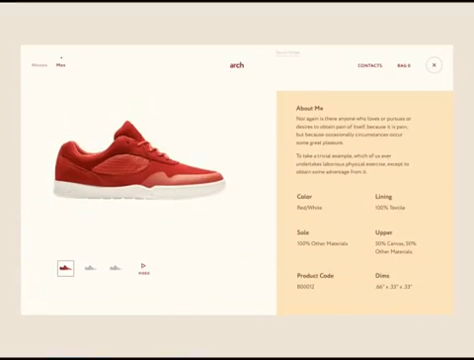 Women
Men
arch
CONTACTS
BAG 0
About Me
Nor again is there anyone who loves or pursues or
desires to obtain pain of itself, because it is pain,
but because occasionally circumstances occur
some great pleasure.
To take a trivial example, which of us ever
undertakes laborious physical exercise, except to
obtain some advantage from it.
Color
Lining
Red/White
100% Textile
Sole
Upper
100% Other Materials
50% Canvas, 50%
Other Materials
Product Code
Dims
.66" x .33" x .33"
VIDEO